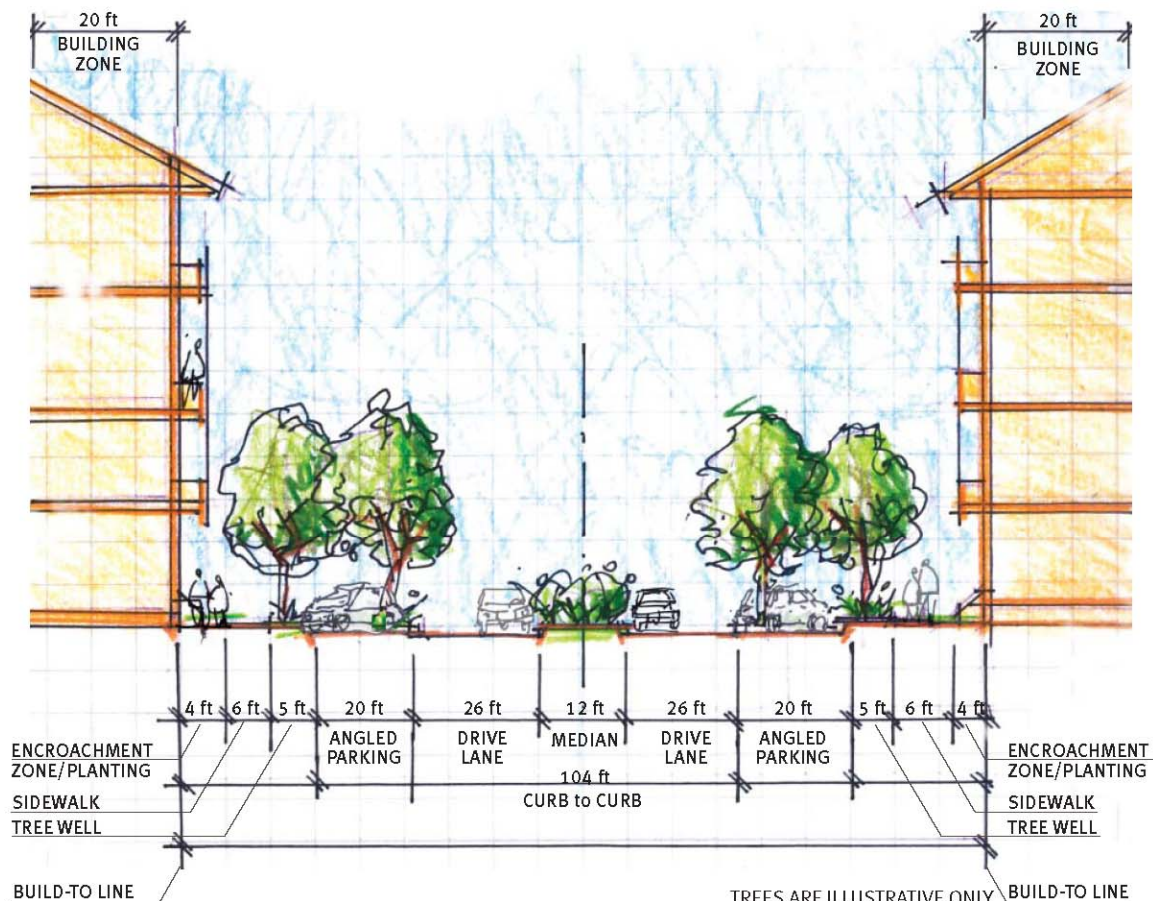 20 ft
BUILDING
ZONE
20 ft
BUILDING
ZONE
4 ft
6 ft
5 ft
20 ft
26 ft
12 ft
26 ft
20 ft
5 ft
6 ft
4 ft
ANGLED
PARKING
DRIVE
LANE
MEDIAN
DRIVE
LANE
ANGLED
PARKING
ENCROACHMENT
ZONE/PLANTING
104 ft
CURB to CURB
ENCROACHMENT
ZONE/PLANTING
SIDEWALK
SIDEWALK
TREE WELL
TREE WELL
BUILD-TO LINE
TREES ARE ILLUSTRATIVE ONLY
BUILD-TO LINE